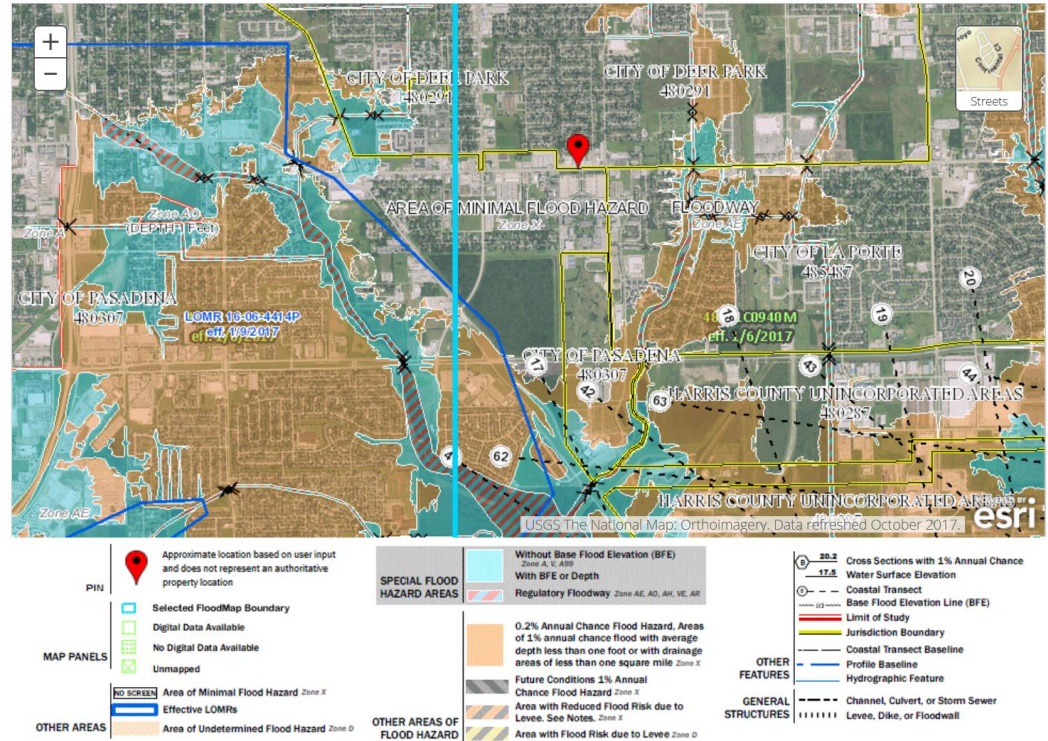 +
−
Streets
CITY OF DEER PARK
480291
CITY OF DEER PARK
480291
AREA OF MINIMAL FLOOD HAZARD
Zone X
FLOODWAY
Zone AE
Zone AO
(DEPTH 1 Feet)
Zone A
CITY OF LA PORTE
485487
CITY OF PASADENA
480307
LOMR 16-06-4414P
eff. 1/9/2017
C0940M
eff. 1/6/2017
20
19
18
17
CITY OF PASADENA
480307
42
43
44
63
HARRIS COUNTY UNINCORPORATED AREAS
480287
62
HARRIS COUNTY UNINCORPORATED
Zone AE
esri
USGS The National Map: Orthoimagery. Data refreshed October 2017.
PIN
Approximate location based on user input
and does not represent an authoritative
property location
MAP PANELS
Selected FloodMap Boundary
Digital Data Available
No Digital Data Available
Unmapped
OTHER AREAS
NO SCREEN Area of Minimal Flood Hazard Zone X
Effective LOMRs
Area of Undetermined Flood Hazard Zone D
SPECIAL FLOOD
HAZARD AREAS
Without Base Flood Elevation (BFE)
Zone A, V, A99
With BFE or Depth
Regulatory Floodway Zone AE, AO, AH, VE, AR
0.2% Annual Chance Flood Hazard, Areas
of 1% annual chance flood with average
depth less than one foot or with drainage
areas of less than one square mile Zone X
Future Conditions 1% Annual
Chance Flood Hazard Zone X
Area with Reduced Flood Risk due to
Levee. See Notes. Zone X
Area with Flood Risk due to Levee Zone D
OTHER AREAS OF
FLOOD HAZARD
B 20.2 Cross Sections with 1% Annual Chance
17.5 Water Surface Elevation
8 Coastal Transect
513 Base Flood Elevation Line (BFE)
Limit of Study
Jurisdiction Boundary
Coastal Transect Baseline
OTHER
FEATURES
Profile Baseline
Hydrographic Feature
GENERAL
STRUCTURES
Channel, Culvert, or Storm Sewer
Levee, Dike, or Floodwall